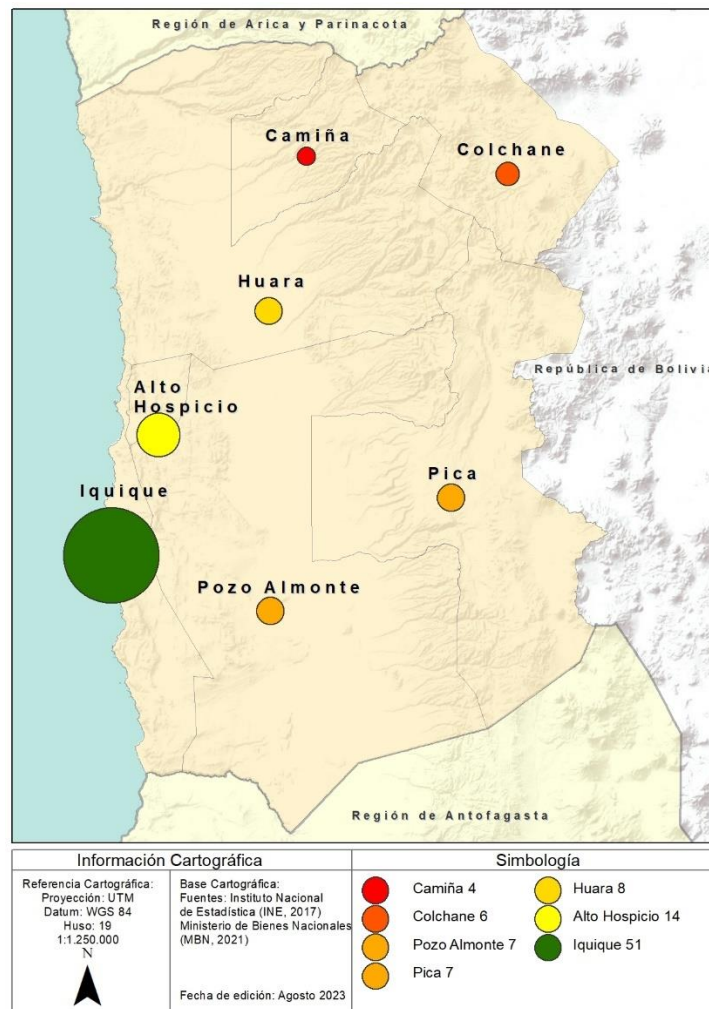 Región de Arica y Parinacota
Camiña
Colchane
Huara
República de Bolivia
Alto
Hospicio
Pica
Iquique
Pozo Almonte
Región de Antofagasta
Información Cartográfica
Referencia Cartográfica:
Proyección: UTM
Datum: WGS 84
Huso: 19
1:1.250.000
N
Base Cartográfica:
Fuentes: Instituto Nacional
de Estadística (INE, 2017)
Ministerio de Bienes Nacionales
(MBN, 2021)
Fecha de edición: Agosto 2023
Simbología
Camiña 4
Colchane 6
Pozo Almonte 7
Pica 7
Huara 8
Alto Hospicio 14
Iquique 51